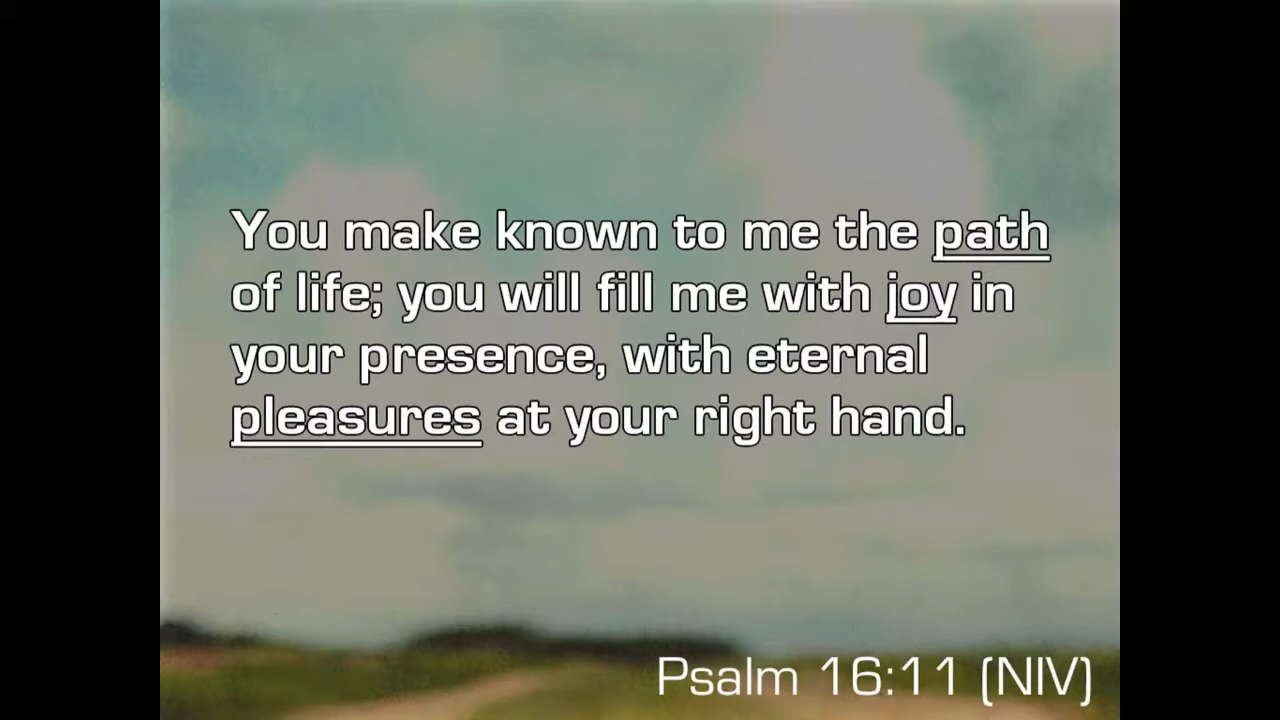 You make known to me the path
of life; you will fill me with joy in
your presence, with eternal
pleasures at your right hand.
Psalm 16:11 (NIV)